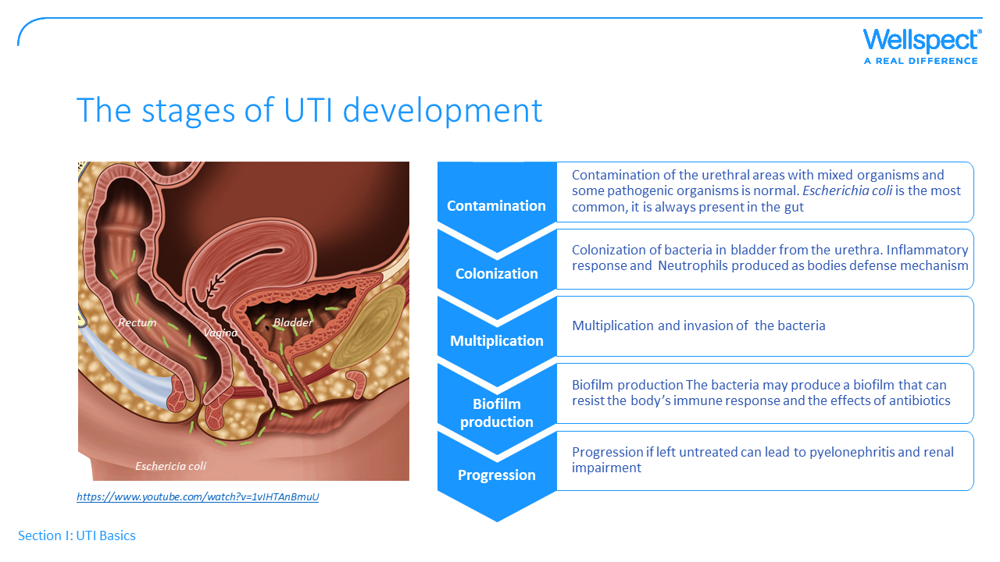 Wellspect®
A REAL DIFFERENCE
The stages of UTI development
Rectum
Vagina
Bladder
Eschericia coli
https://www.youtube.com/watch?v=1vIHTAnBmuU
Contamination
Contamination of the urethral areas with mixed organisms and
some pathogenic organisms is normal. Escherichia coli is the most
common, it is always present in the gut
Colonization
Colonization of bacteria in bladder from the urethra. Inflammatory
response and Neutrophils produced as bodies defense mechanism
Multiplication
Multiplication and invasion of the bacteria
Biofilm
production
Biofilm production The bacteria may produce a biofilm that can
resist the body’s immune response and the effects of antibiotics
Progression
Progression if left untreated can lead to pyelonephritis and renal
impairment
Section I: UTI Basics